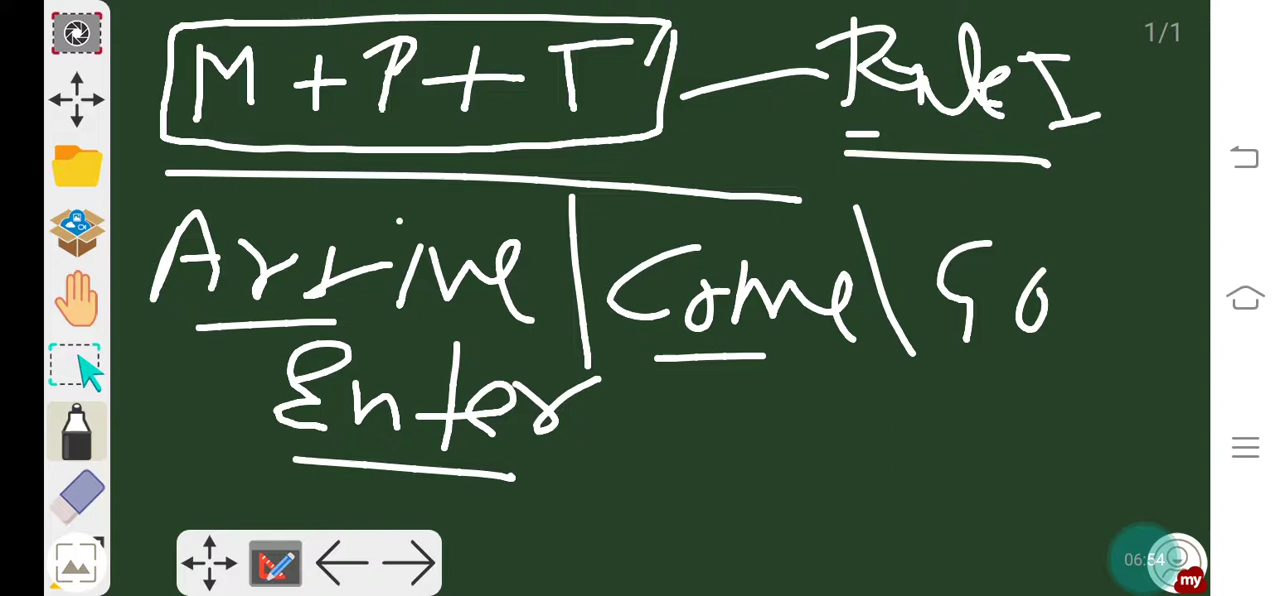 1/1
M+P+T — Rule I
Arrive | Come \ Go
Enter
06:54
my